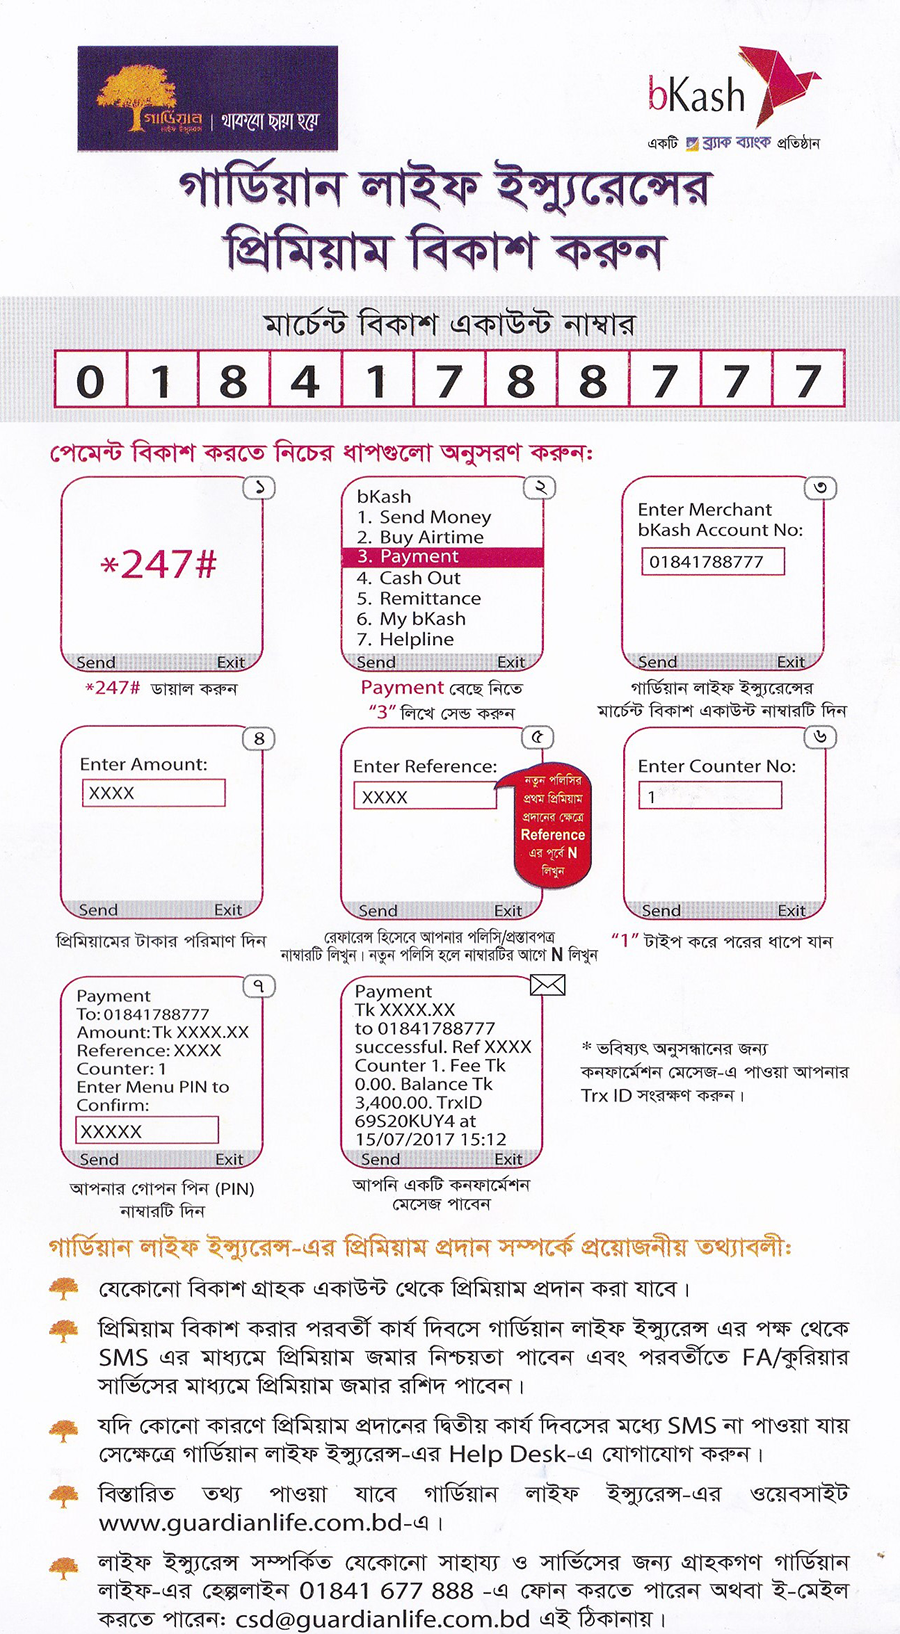 গার্ডিয়ান
লাইফ ইন্স্যুরেন্স
থাকবো ছায়া হয়ে
bKash
একটি ব্র্যাক ব্যাংক প্রতিষ্ঠান
গার্ডিয়ান লাইফ ইন্স্যুরেন্সের
প্রিমিয়াম বিকাশ করুন
মার্চেন্ট বিকাশ একাউন্ট নাম্বার
0 1 8 4 1 7 8 8 7 7 7
পেমেন্ট বিকাশ করতে নিচের ধাপগুলো অনুসরণ করুন:
১
*247#
Send Exit
*247# ডায়াল করুন
২
bKash
1. Send Money
2. Buy Airtime
3. Payment
4. Cash Out
5. Remittance
6. My bKash
7. Helpline
Send Exit
Payment বেছে নিতে
“3” লিখে সেন্ড করুন
৩
Enter Merchant
bKash Account No:
01841788777
Send Exit
গার্ডিয়ান লাইফ ইন্স্যুরেন্সের
মার্চেন্ট বিকাশ একাউন্ট নাম্বারটি দিন
৪
Enter Amount:
XXXX
Send Exit
প্রিমিয়ামের টাকার পরিমাণ দিন
৫
Enter Reference:
XXXX
নতুন পলিসির
প্রথম প্রিমিয়াম
প্রদানের ক্ষেত্রে
Reference
এর পূর্বে N
লিখুন
Send Exit
রেফারেন্স হিসেবে আপনার পলিসি/প্রস্তাবপত্র
নাম্বারটি লিখুন। নতুন পলিসি হলে নাম্বারটির আগে N লিখুন
৬
Enter Counter No:
1
Send Exit
“1” টাইপ করে পরের ধাপে যান
৭
Payment
To: 01841788777
Amount: Tk XXXX.XX
Reference: XXXX
Counter: 1
Enter Menu PIN to
Confirm:
XXXXX
Send Exit
আপনার গোপন পিন (PIN)
নাম্বারটি দিন
Payment
Tk XXXX.XX
to 01841788777
successful. Ref XXXX
Counter 1. Fee Tk
0.00. Balance Tk
3,400.00. TrxID
69S20KUY4 at
15/07/2017 15:12
Send Exit
আপনি একটি কনফার্মেশন
মেসেজ পাবেন
* ভবিষ্যৎ অনুসন্ধানের জন্য
কনফার্মেশন মেসেজ-এ পাওয়া আপনার
Trx ID সংরক্ষণ করুন।
গার্ডিয়ান লাইফ ইন্স্যুরেন্স-এর প্রিমিয়াম প্রদান সম্পর্কে প্রয়োজনীয় তথ্যাবলী:
যেকোনো বিকাশ গ্রাহক একাউন্ট থেকে প্রিমিয়াম প্রদান করা যাবে।
প্রিমিয়াম বিকাশ করার পরবর্তী কার্য দিবসে গার্ডিয়ান লাইফ ইন্স্যুরেন্স এর পক্ষ থেকে
SMS এর মাধ্যমে প্রিমিয়াম জমার নিশ্চয়তা পাবেন এবং পরবর্তীতে FA/কুরিয়ার
সার্ভিসের মাধ্যমে প্রিমিয়াম জমার রশিদ পাবেন।
যদি কোনো কারণে প্রিমিয়াম প্রদানের দ্বিতীয় কার্য দিবসের মধ্যে SMS না পাওয়া যায়
সেক্ষেত্রে গার্ডিয়ান লাইফ ইন্স্যুরেন্স-এর Help Desk-এ যোগাযোগ করুন।
বিস্তারিত তথ্য পাওয়া যাবে গার্ডিয়ান লাইফ ইন্স্যুরেন্স-এর ওয়েবসাইট
www.guardianlife.com.bd-এ।
লাইফ ইন্স্যুরেন্স সম্পর্কিত যেকোনো সাহায্য ও সার্ভিসের জন্য গ্রাহকগণ গার্ডিয়ান
লাইফ-এর হেল্পলাইন 01841 677 888 -এ ফোন করতে পারেন অথবা ই-মেইল
করতে পারেন: csd@guardianlife.com.bd এই ঠিকানায়।